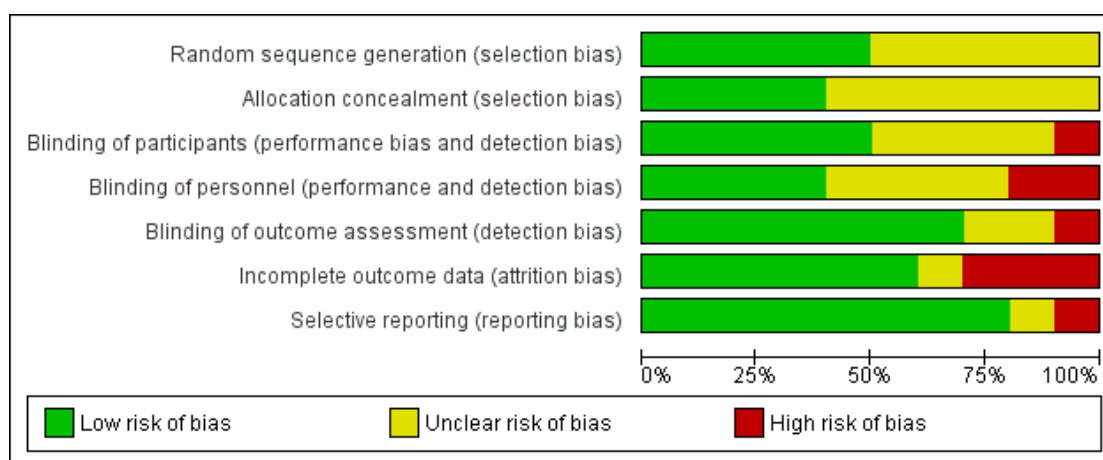 Random sequence generation (selection bias)
Allocation concealment (selection bias)
Blinding of participants (performance bias and detection bias)
Blinding of personnel (performance and detection bias)
Blinding of outcome assessment (detection bias)
Incomplete outcome data (attrition bias)
Selective reporting (reporting bias)
0% 25% 50% 75% 100%
Low risk of bias Unclear risk of bias High risk of bias